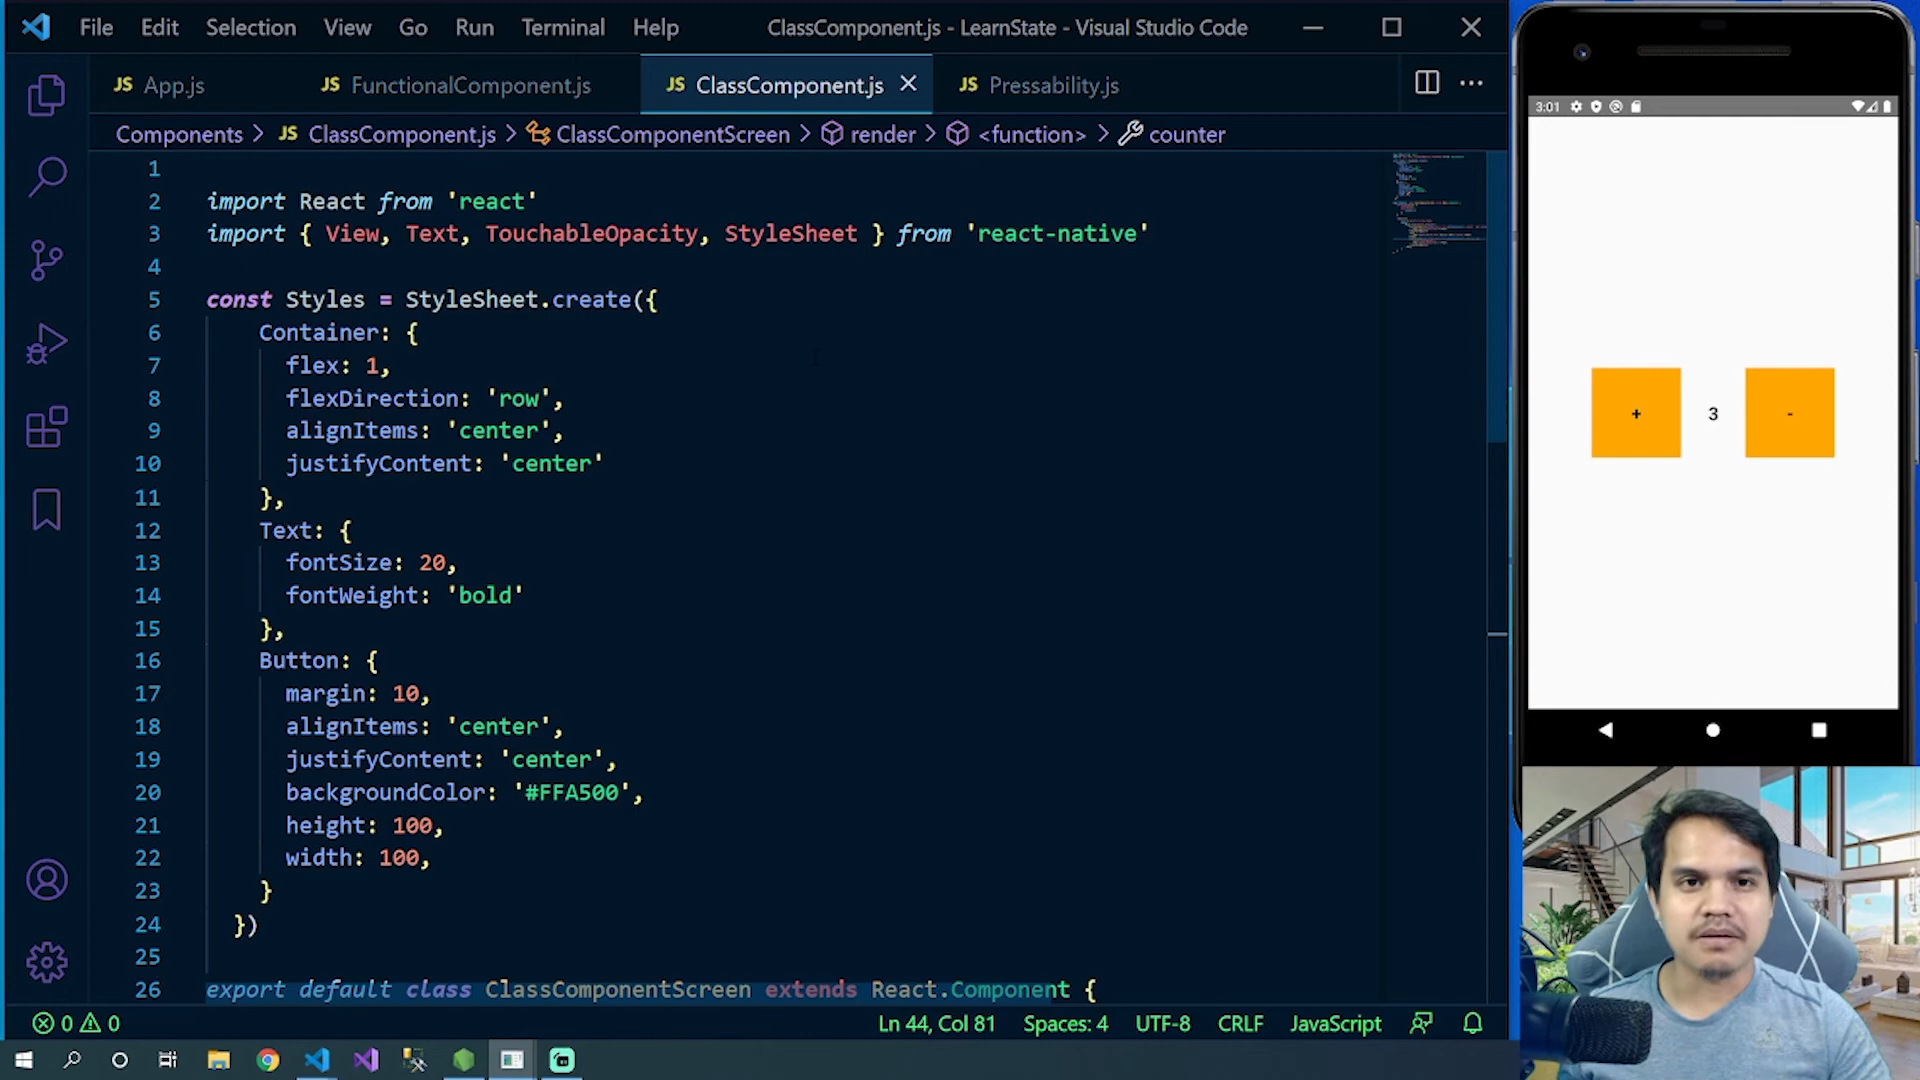 File Edit Selection View Go Run Terminal Help ClassComponent.js - LearnState - Visual Studio Code
JS App.js JS FunctionalComponent.js JS ClassComponent.js JS Pressability.js
Components > JS ClassComponent.js > ClassComponentScreen > render > <function> > counter
1
2 import React from 'react'
3 import { View, Text, TouchableOpacity, StyleSheet } from 'react-native'
4
5 const Styles = StyleSheet.create({
6 Container: {
7 flex: 1,
8 flexDirection: 'row',
9 alignItems: 'center',
10 justifyContent: 'center'
11 },
12 Text: {
13 fontSize: 20,
14 fontWeight: 'bold'
15 },
16 Button: {
17 margin: 10,
18 alignItems: 'center',
19 justifyContent: 'center',
20 backgroundColor: '#FFA500',
21 height: 100,
22 width: 100,
23 }
24 })
25
26 export default class ClassComponentScreen extends React.Component {
0 0 Ln 44, Col 81 Spaces: 4 UTF-8 CRLF JavaScript
3:01
+ 3 -